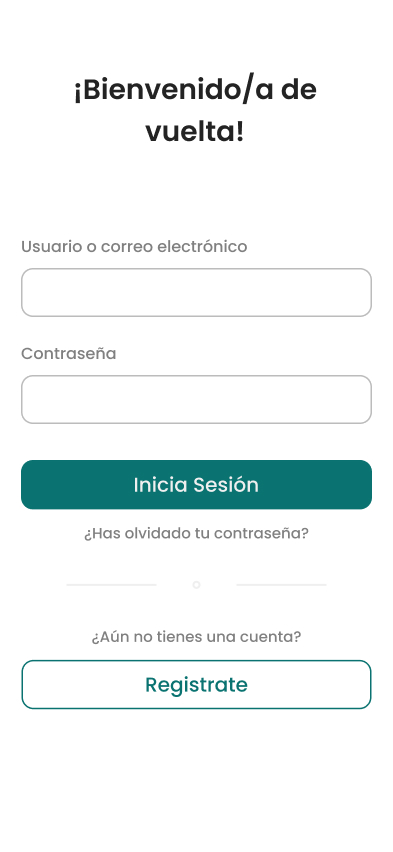 ¡Bienvenido/a de
vuelta!
Usuario o correo electrónico
Contraseña
Inicia Sesión
¿Has olvidado tu contraseña?
o
¿Aún no tienes una cuenta?
Registrate